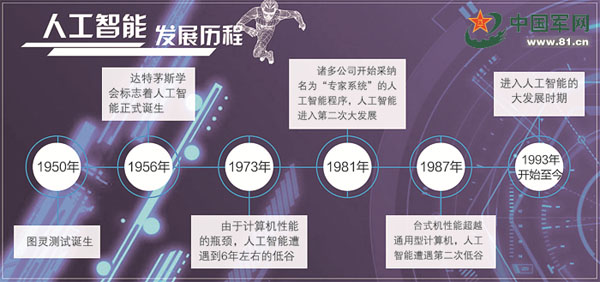 人工智能 发展历程
中国军网
www.81.cn
达特茅斯学
会标志着人工智
能正式诞生
诸多公司开始采纳
名为“专家系统”的人
工智能程序，人工智能
进入第二次大发展
进入人工智能的
大发展时期
1950年
1956年
1973年
1981年
1987年
1993年
开始至今
图灵测试诞生
由于计算机性能
的瓶颈，人工智能遭
遇到6年左右的低谷
台式机性能超越
通用型计算机，人工
智能遭遇第二次低谷